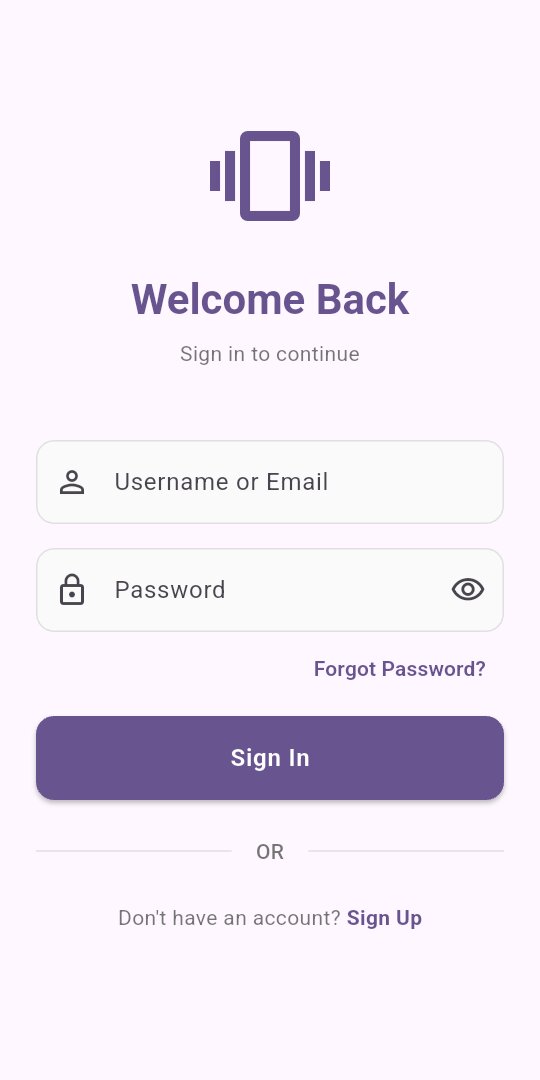 Welcome Back
Sign in to continue
Username or Email
Password
Forgot Password?
Sign In
OR
Don't have an account? Sign Up